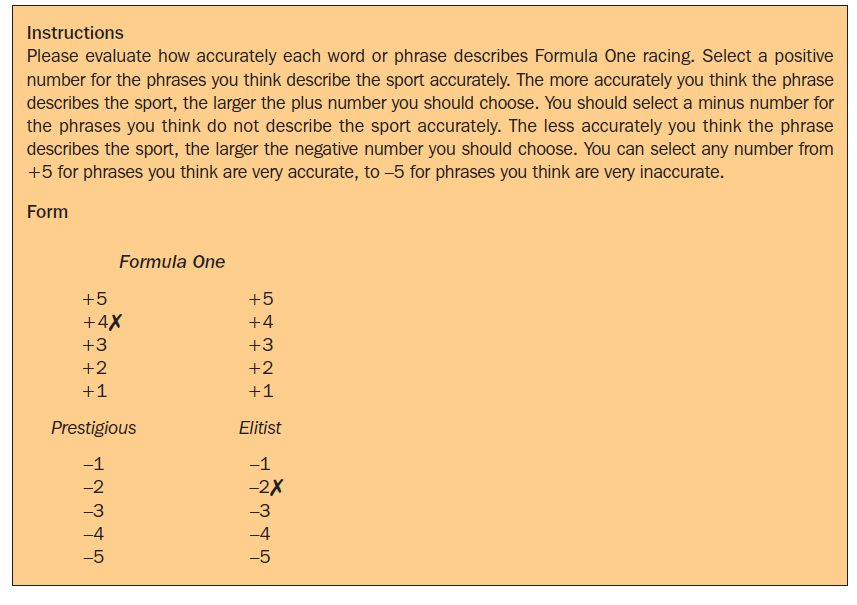 Instructions
Please evaluate how accurately each word or phrase describes Formula One racing. Select a positive
number for the phrases you think describe the sport accurately. The more accurately you think the phrase
describes the sport, the larger the plus number you should choose. You should select a minus number for
the phrases you think do not describe the sport accurately. The less accurately you think the phrase
describes the sport, the larger the negative number you should choose. You can select any number from
+5 for phrases you think are very accurate, to –5 for phrases you think are very inaccurate.
Form
Formula One
+5 +5
+4✗ +4
+3 +3
+2 +2
+1 +1
Prestigious Elitist
–1 –1
–2 –2✗
–3 –3
–4 –4
–5 –5